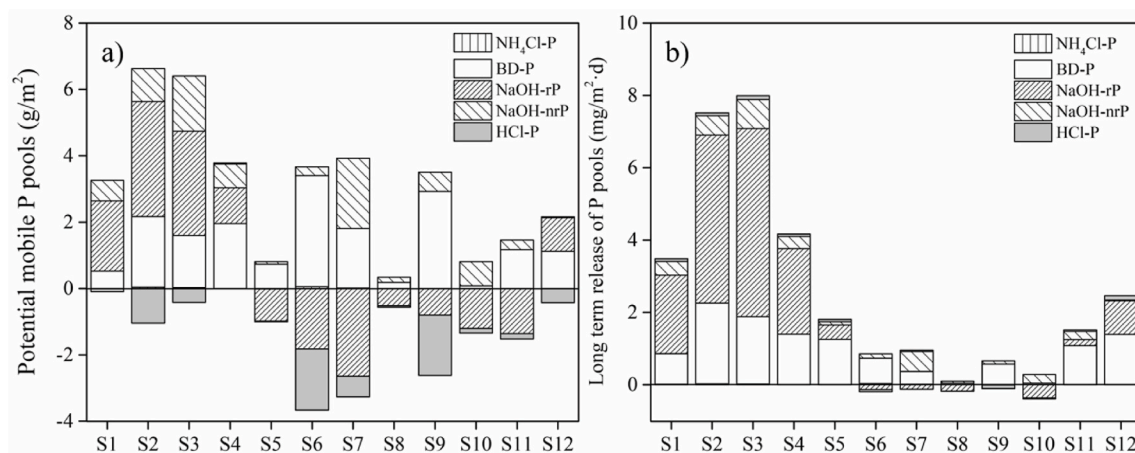 a)
NH₄Cl-P
BD-P
NaOH-rP
NaOH-nrP
HCl-P
Potential mobile P pools (g/m²)
8
6
4
2
0
-2
-4
S1 S2 S3 S4 S5 S6 S7 S8 S9 S10 S11 S12
b)
NH₄Cl-P
BD-P
NaOH-rP
NaOH-nrP
HCl-P
Long term release of P pools (mg/m²·d)
10
8
6
4
2
0
S1 S2 S3 S4 S5 S6 S7 S8 S9 S10 S11 S12